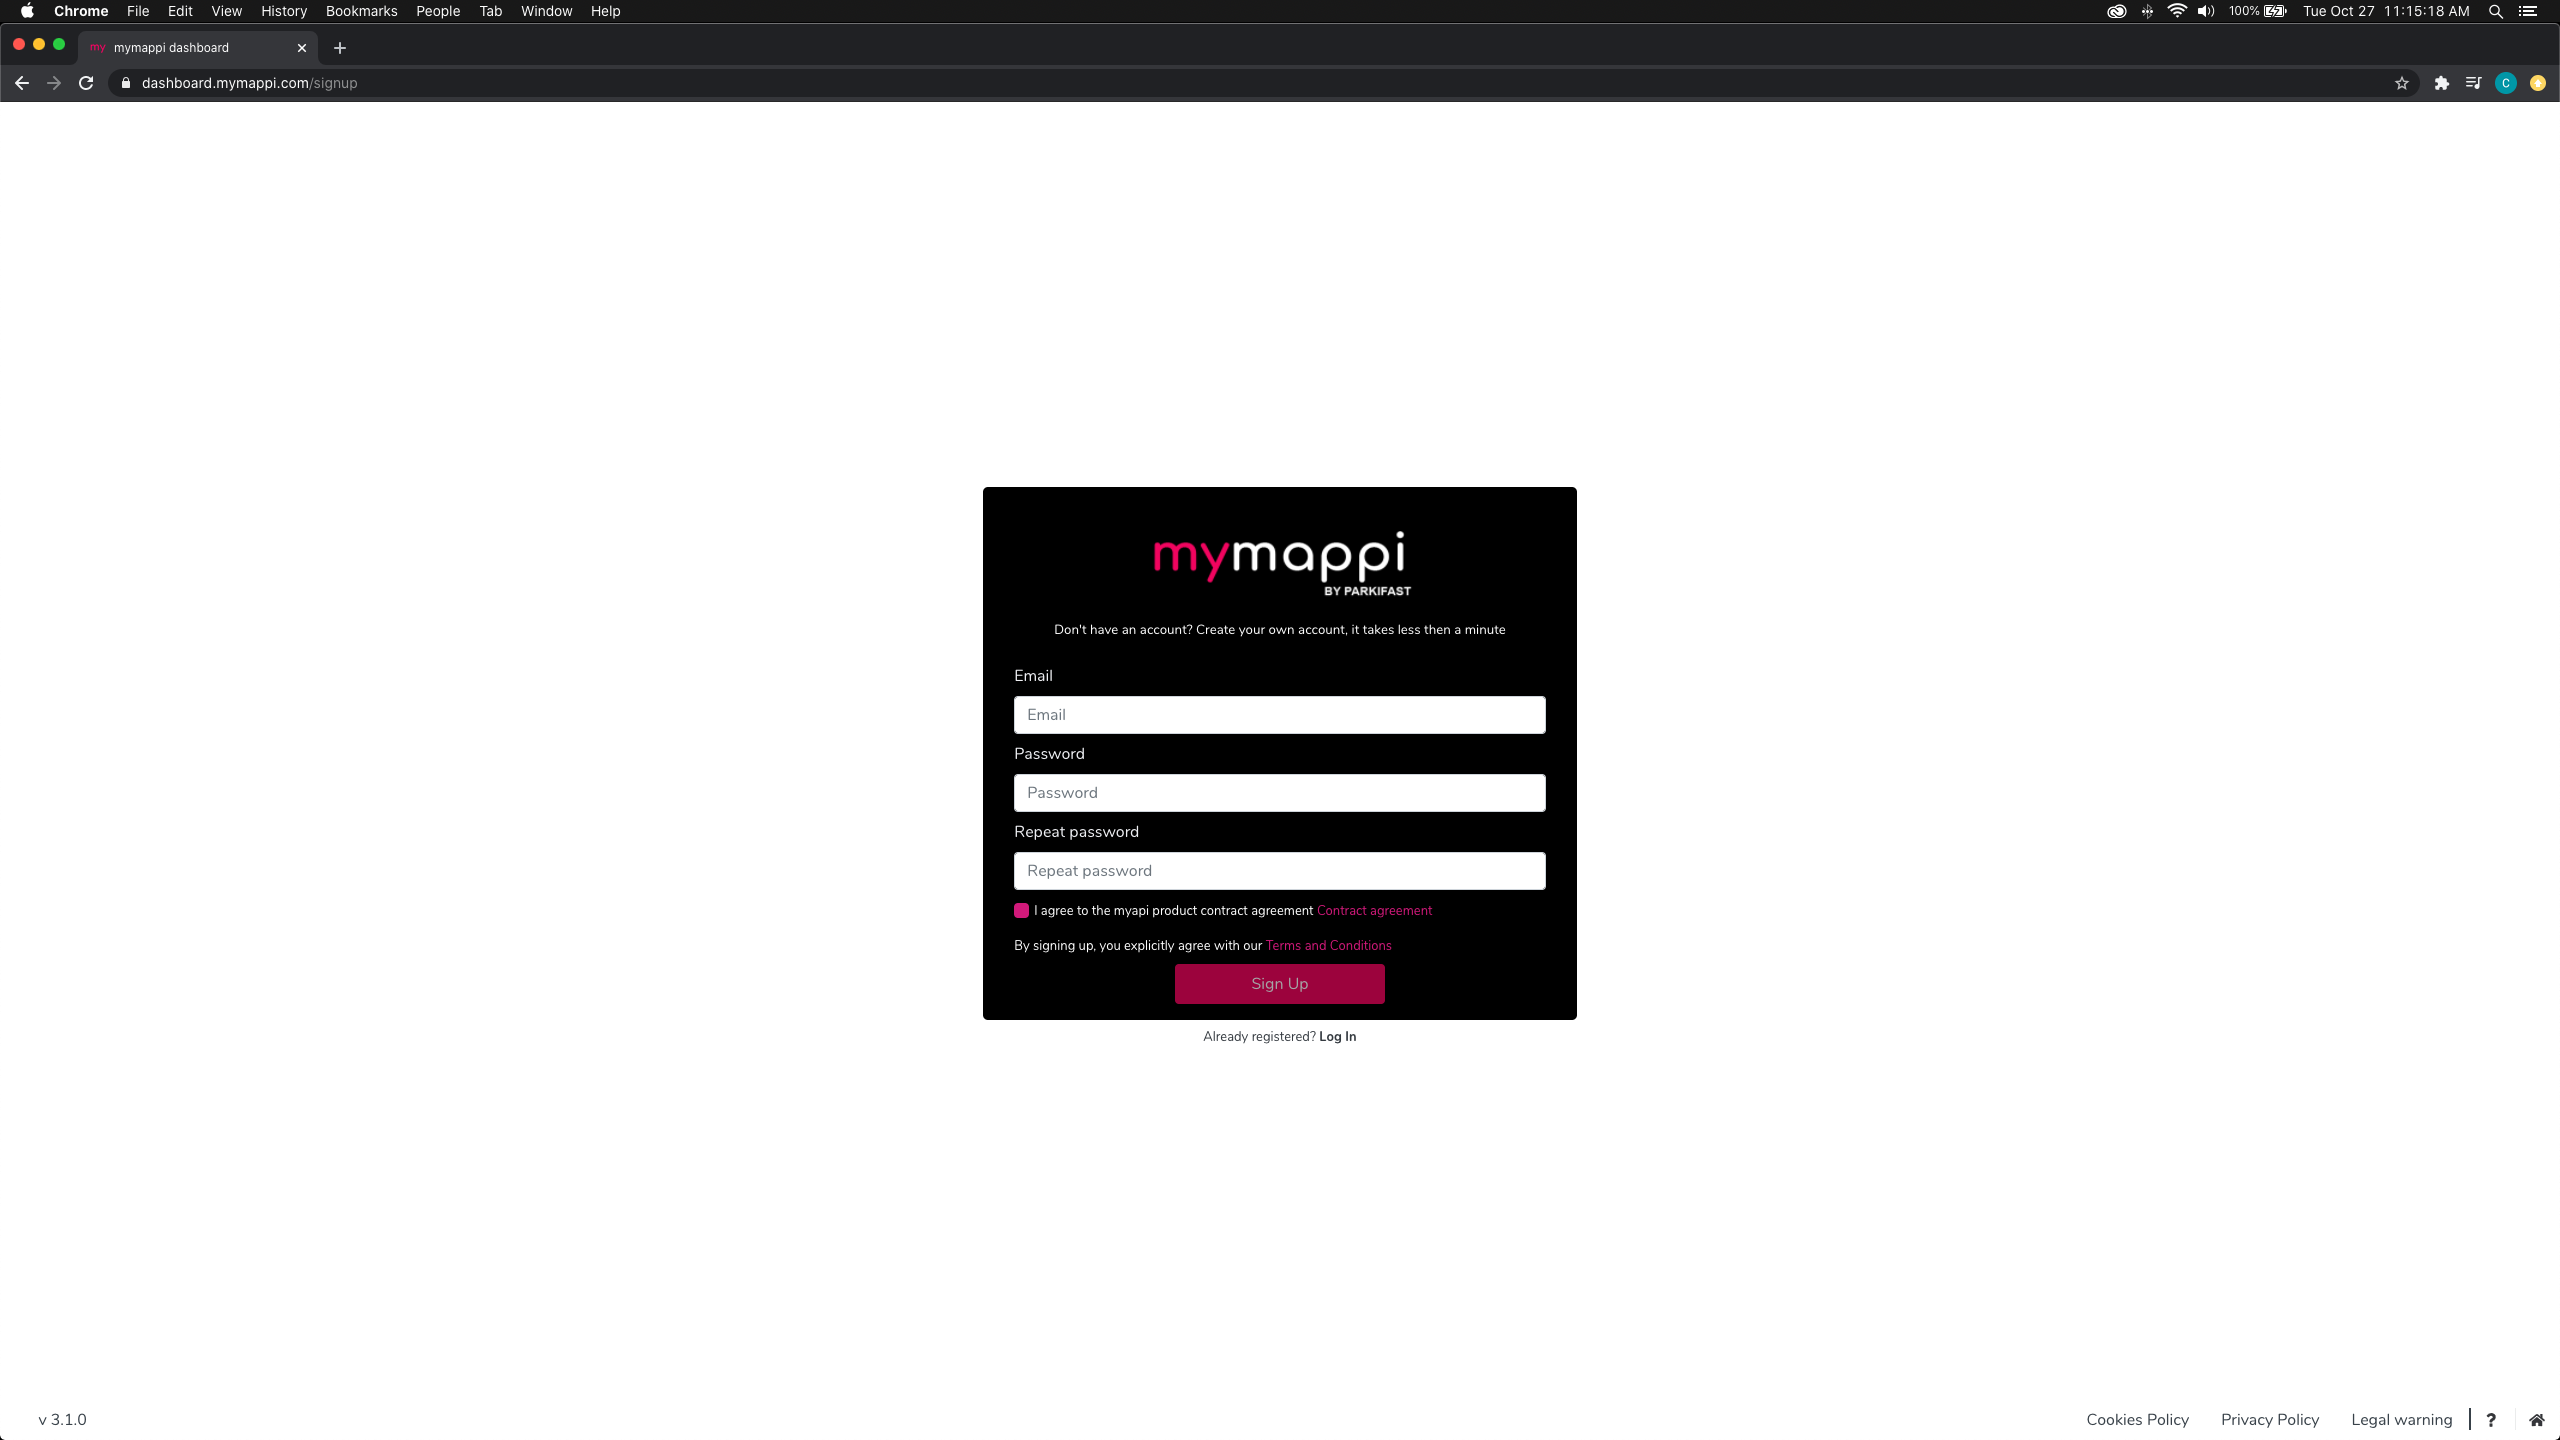 Chrome File Edit View History Bookmarks People Tab Window Help 100% Tue Oct 27 11:15:18 AM
my mymappi dashboard
dashboard.mymappi.com/signup C
mymappi
BY PARKIFAST
Don't have an account? Create your own account, it takes less then a minute
Email
Email
Password
Password
Repeat password
Repeat password
I agree to the myapi product contract agreement Contract agreement
By signing up, you explicitly agree with our Terms and Conditions
Sign Up
Already registered? Log In
v 3.1.0 Cookies Policy Privacy Policy Legal warning ?